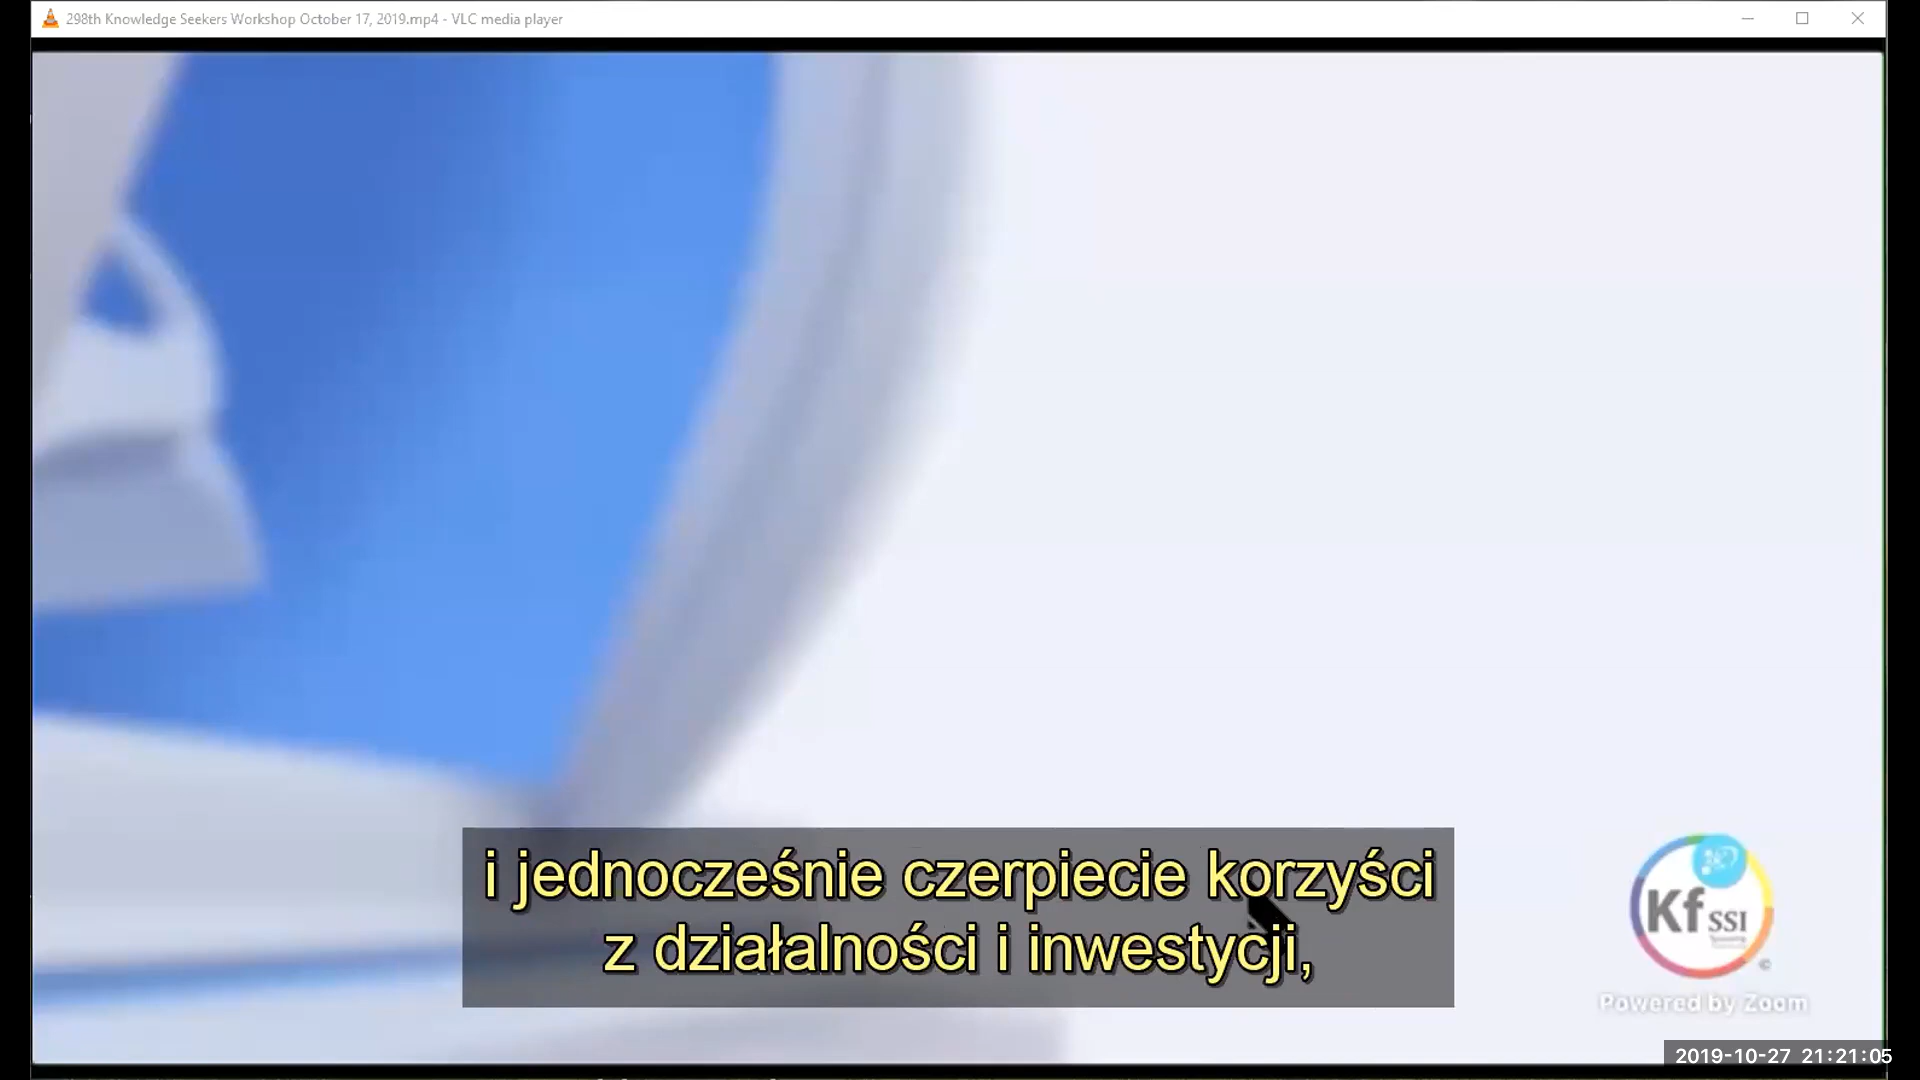 298th Knowledge Seekers Workshop October 17, 2019.mp4 - VLC media player
i jednocześnie czerpiecie korzyści
z działalności i inwestycji,
Kf SSI
©
Powered by Zoom
2019-10-27 21:21:05